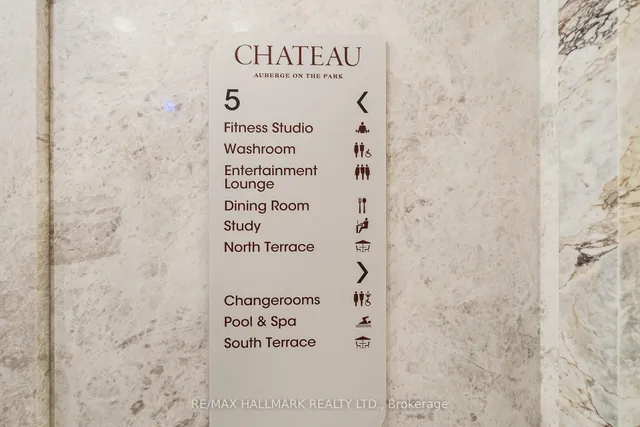 CHATEAU
AUBERGE ON THE PARK
5 <
Fitness Studio
Washroom
Entertainment
Lounge
Dining Room
Study
North Terrace
>
Changerooms
Pool & Spa
South Terrace
RE/MAX HALLMARK REALTY LTD., Brokerage